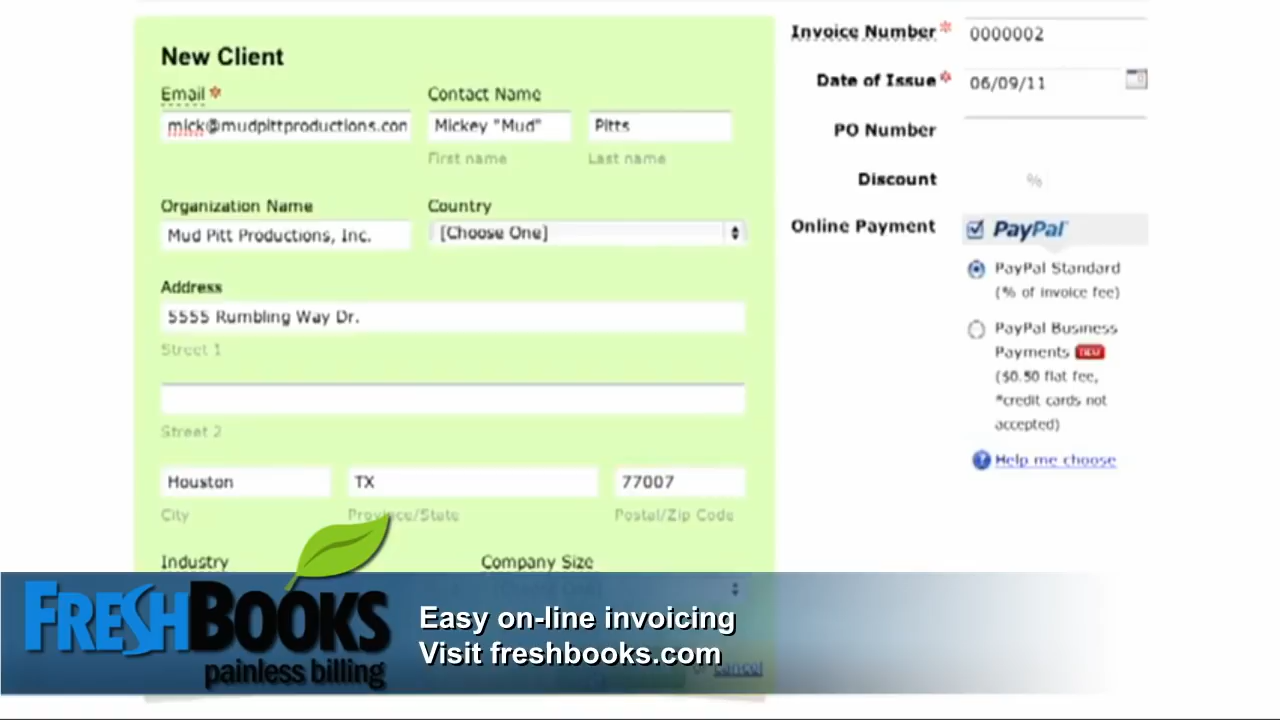 New Client
Email *
Contact Name
mick@mudpittproductions.con
Mickey "Mud"
Pitts
First name
Last name
Organization Name
Country
Mud Pitt Productions, Inc.
[Choose One]
Address
5555 Rumbling Way Dr.
Street 1
Street 2
Houston
TX
77007
City
Province/State
Postal/Zip Code
Industry
Company Size
Invoice Number *
0000002
Date of Issue *
06/09/11
PO Number
Discount
%
Online Payment
PayPal
PayPal Standard
(% of invoice fee)
PayPal Business
Payments new
($0.50 flat fee,
*credit cards not
accepted)
? Help me choose
FRESHBOOKS
painless billing
Easy on-line invoicing
Visit freshbooks.com
or Cancel